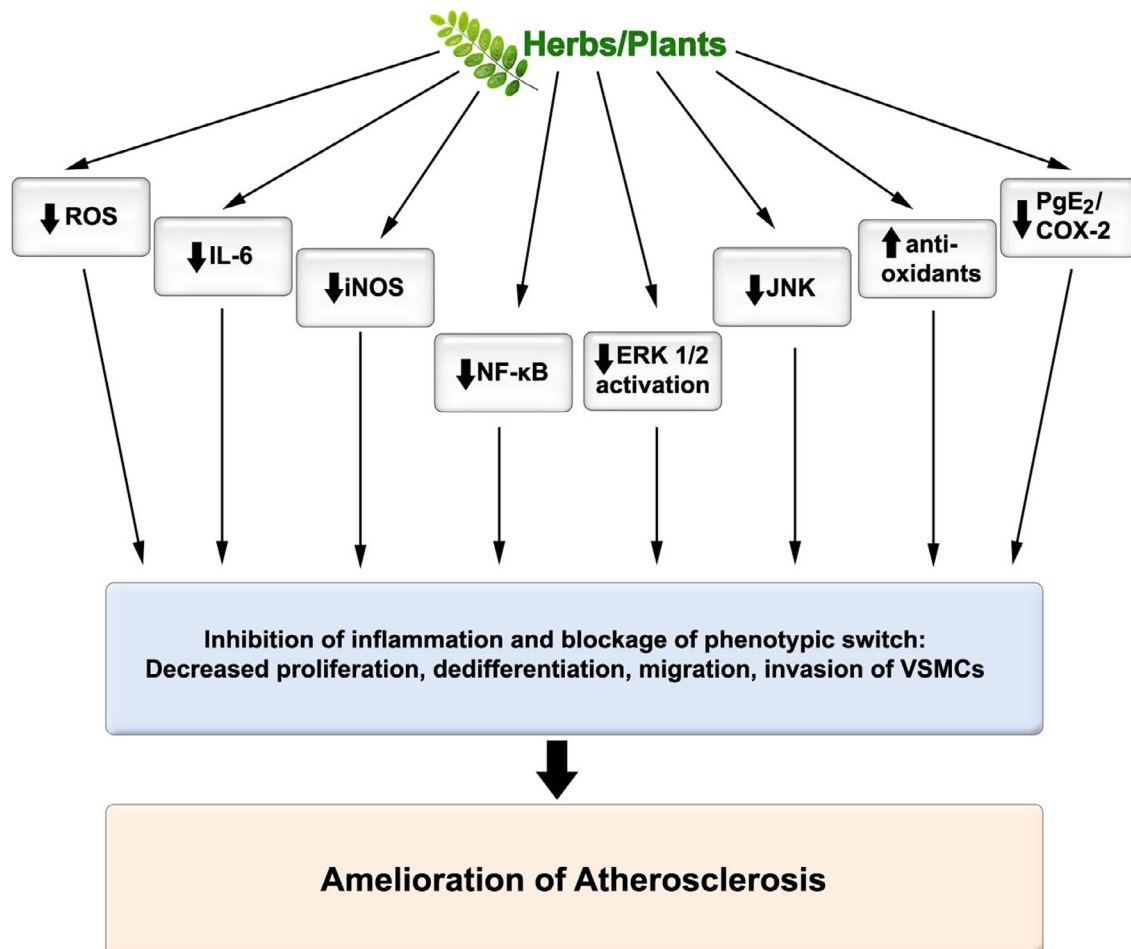 Herbs/Plants
↓ROS
↓IL-6
↓iNOS
↓NF-κB
↓ERK 1/2
activation
↓JNK
↑anti-
oxidants
↓PgE₂/
COX-2
Inhibition of inflammation and blockage of phenotypic switch:
Decreased proliferation, dedifferentiation, migration, invasion of VSMCs
Amelioration of Atherosclerosis